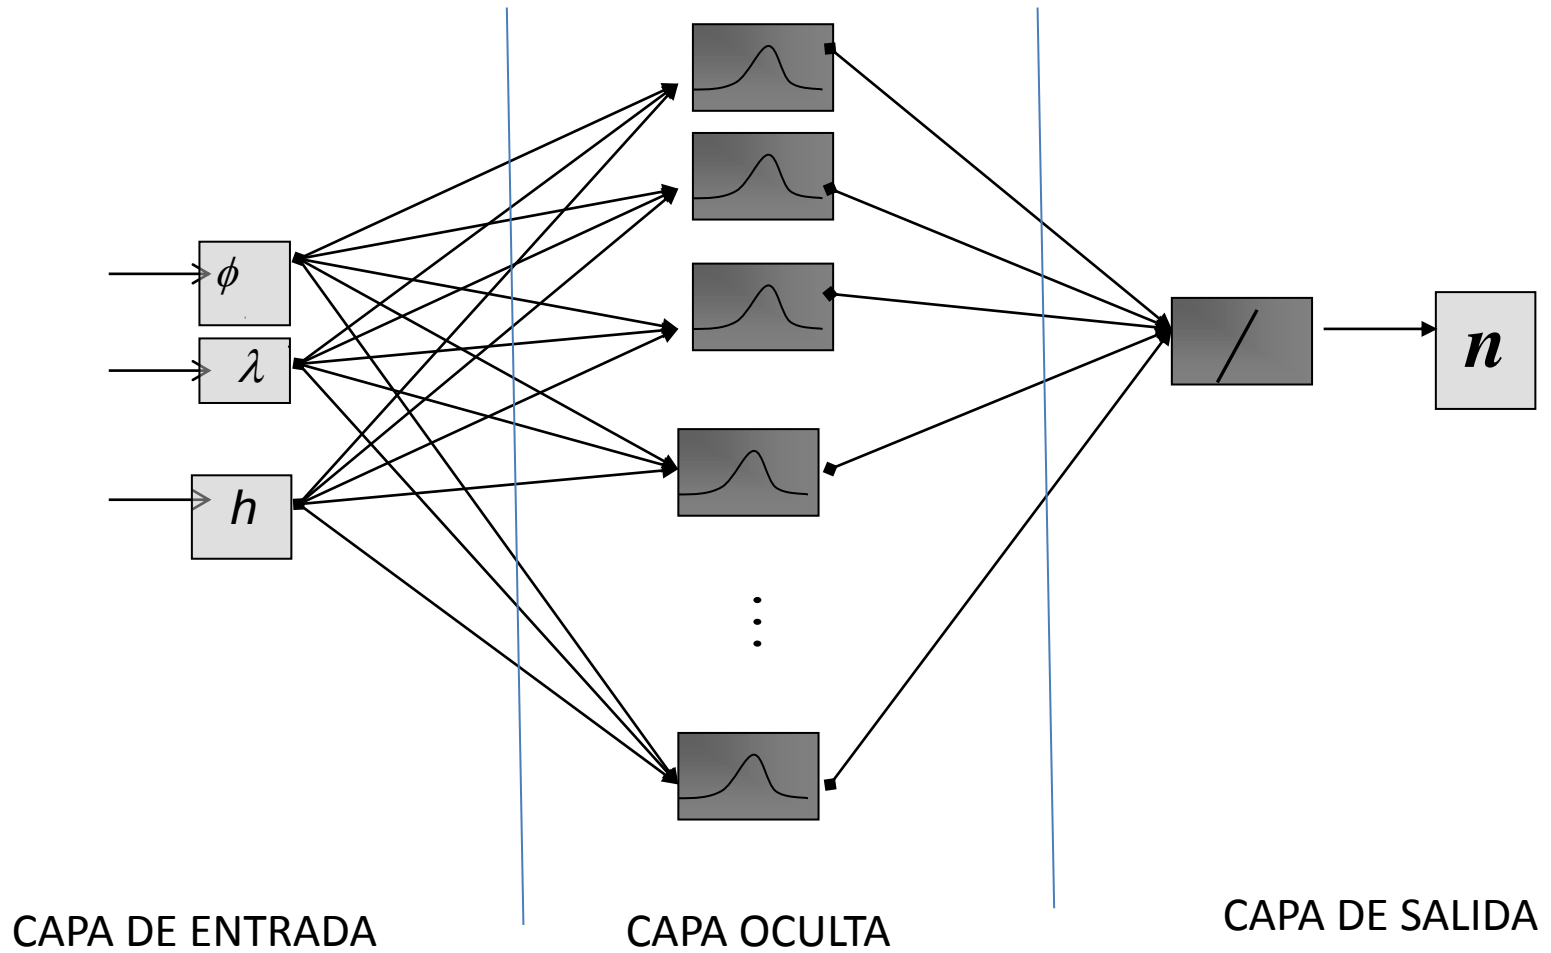 ϕ
λ
h
n
CAPA DE ENTRADA
CAPA OCULTA
CAPA DE SALIDA